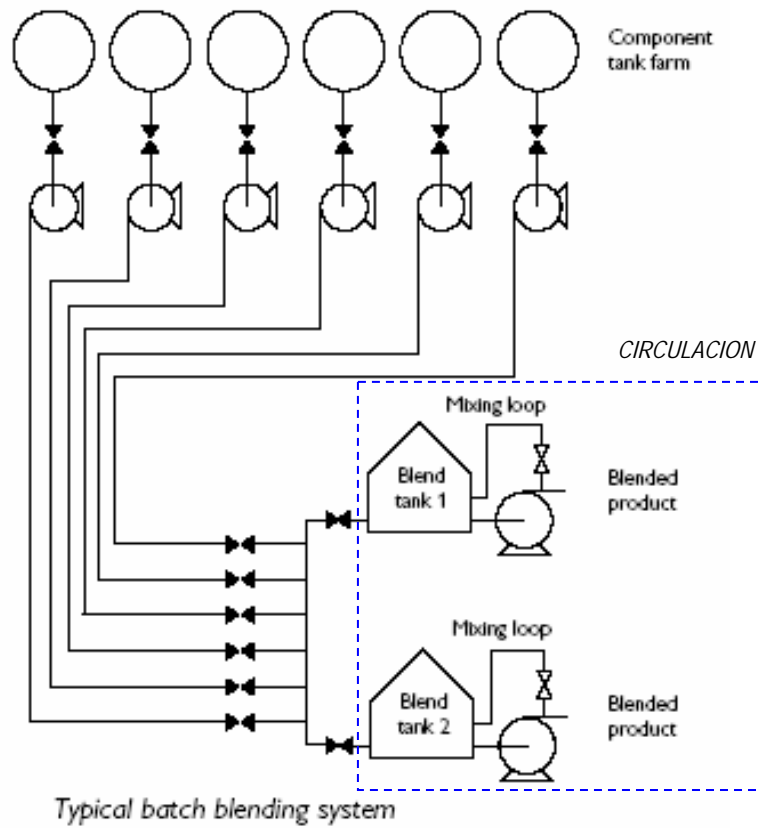 Component
tank farm
CIRCULACION
Mixing loop
Blend
tank 1
Blended
product
Mixing loop
Blend
tank 2
Blended
product
Typical batch blending system